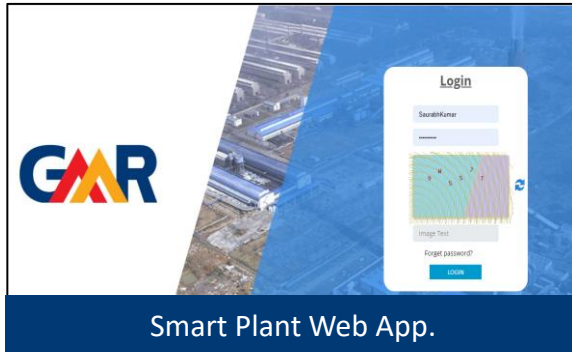 GMR
Login
SaurabhKumar
Image Text
Forget password?
LOGIN
Smart Plant Web App.